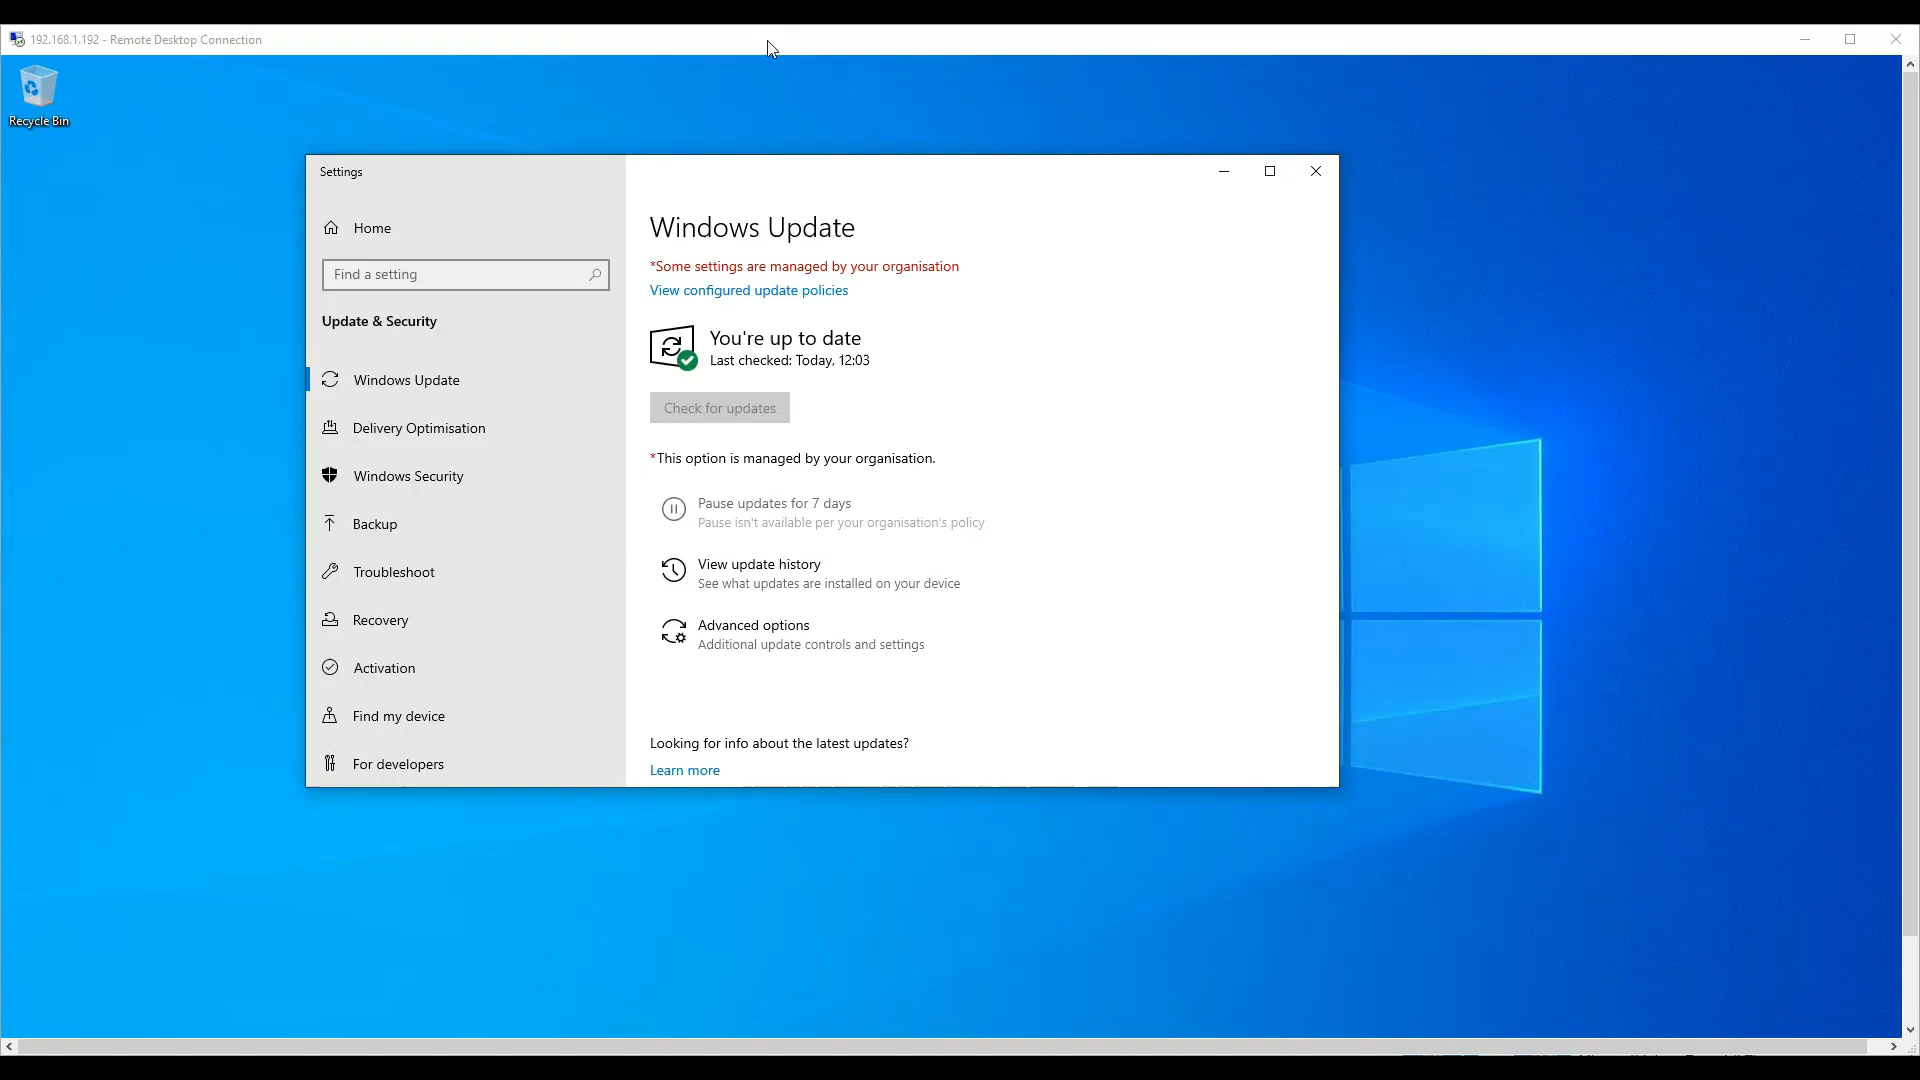 192.168.1.192 - Remote Desktop Connection
Recycle Bin
Settings
Home
Find a setting
Update & Security
Windows Update
Delivery Optimisation
Windows Security
Backup
Troubleshoot
Recovery
Activation
Find my device
For developers
Windows Update
*Some settings are managed by your organisation
View configured update policies
You're up to date
Last checked: Today, 12:03
Check for updates
*This option is managed by your organisation.
Pause updates for 7 days
Pause isn't available per your organisation's policy
View update history
See what updates are installed on your device
Advanced options
Additional update controls and settings
Looking for info about the latest updates?
Learn more